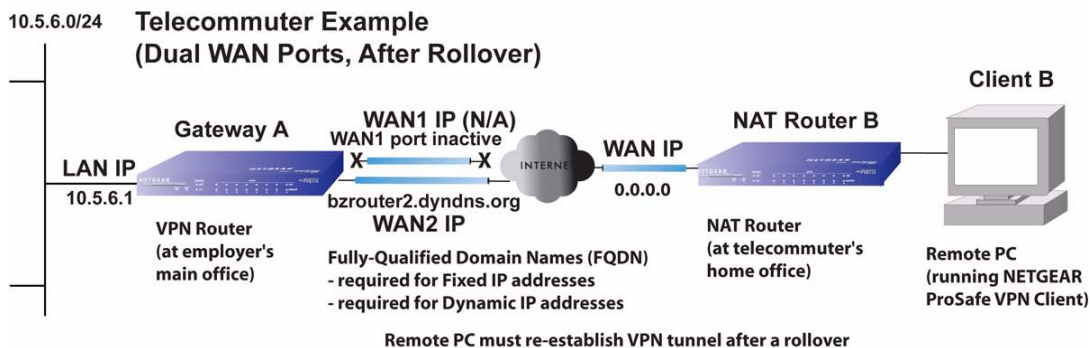 10.5.6.0/24
Telecommuter Example
(Dual WAN Ports, After Rollover)
Client B
Gateway A
WAN1 IP (N/A)
WAN1 port inactive
NAT Router B
LAN IP
10.5.6.1
NETGEAR
X
X
INTERNET
WAN IP
0.0.0.0
bzrouter2.dyndns.org
WAN2 IP
VPN Router
(at employer's
main office)
Fully-Qualified Domain Names (FQDN)
- required for Fixed IP addresses
- required for Dynamic IP addresses
NAT Router
(at telecommuter's
home office)
Remote PC
(running NETGEAR
ProSafe VPN Client)
Remote PC must re-establish VPN tunnel after a rollover